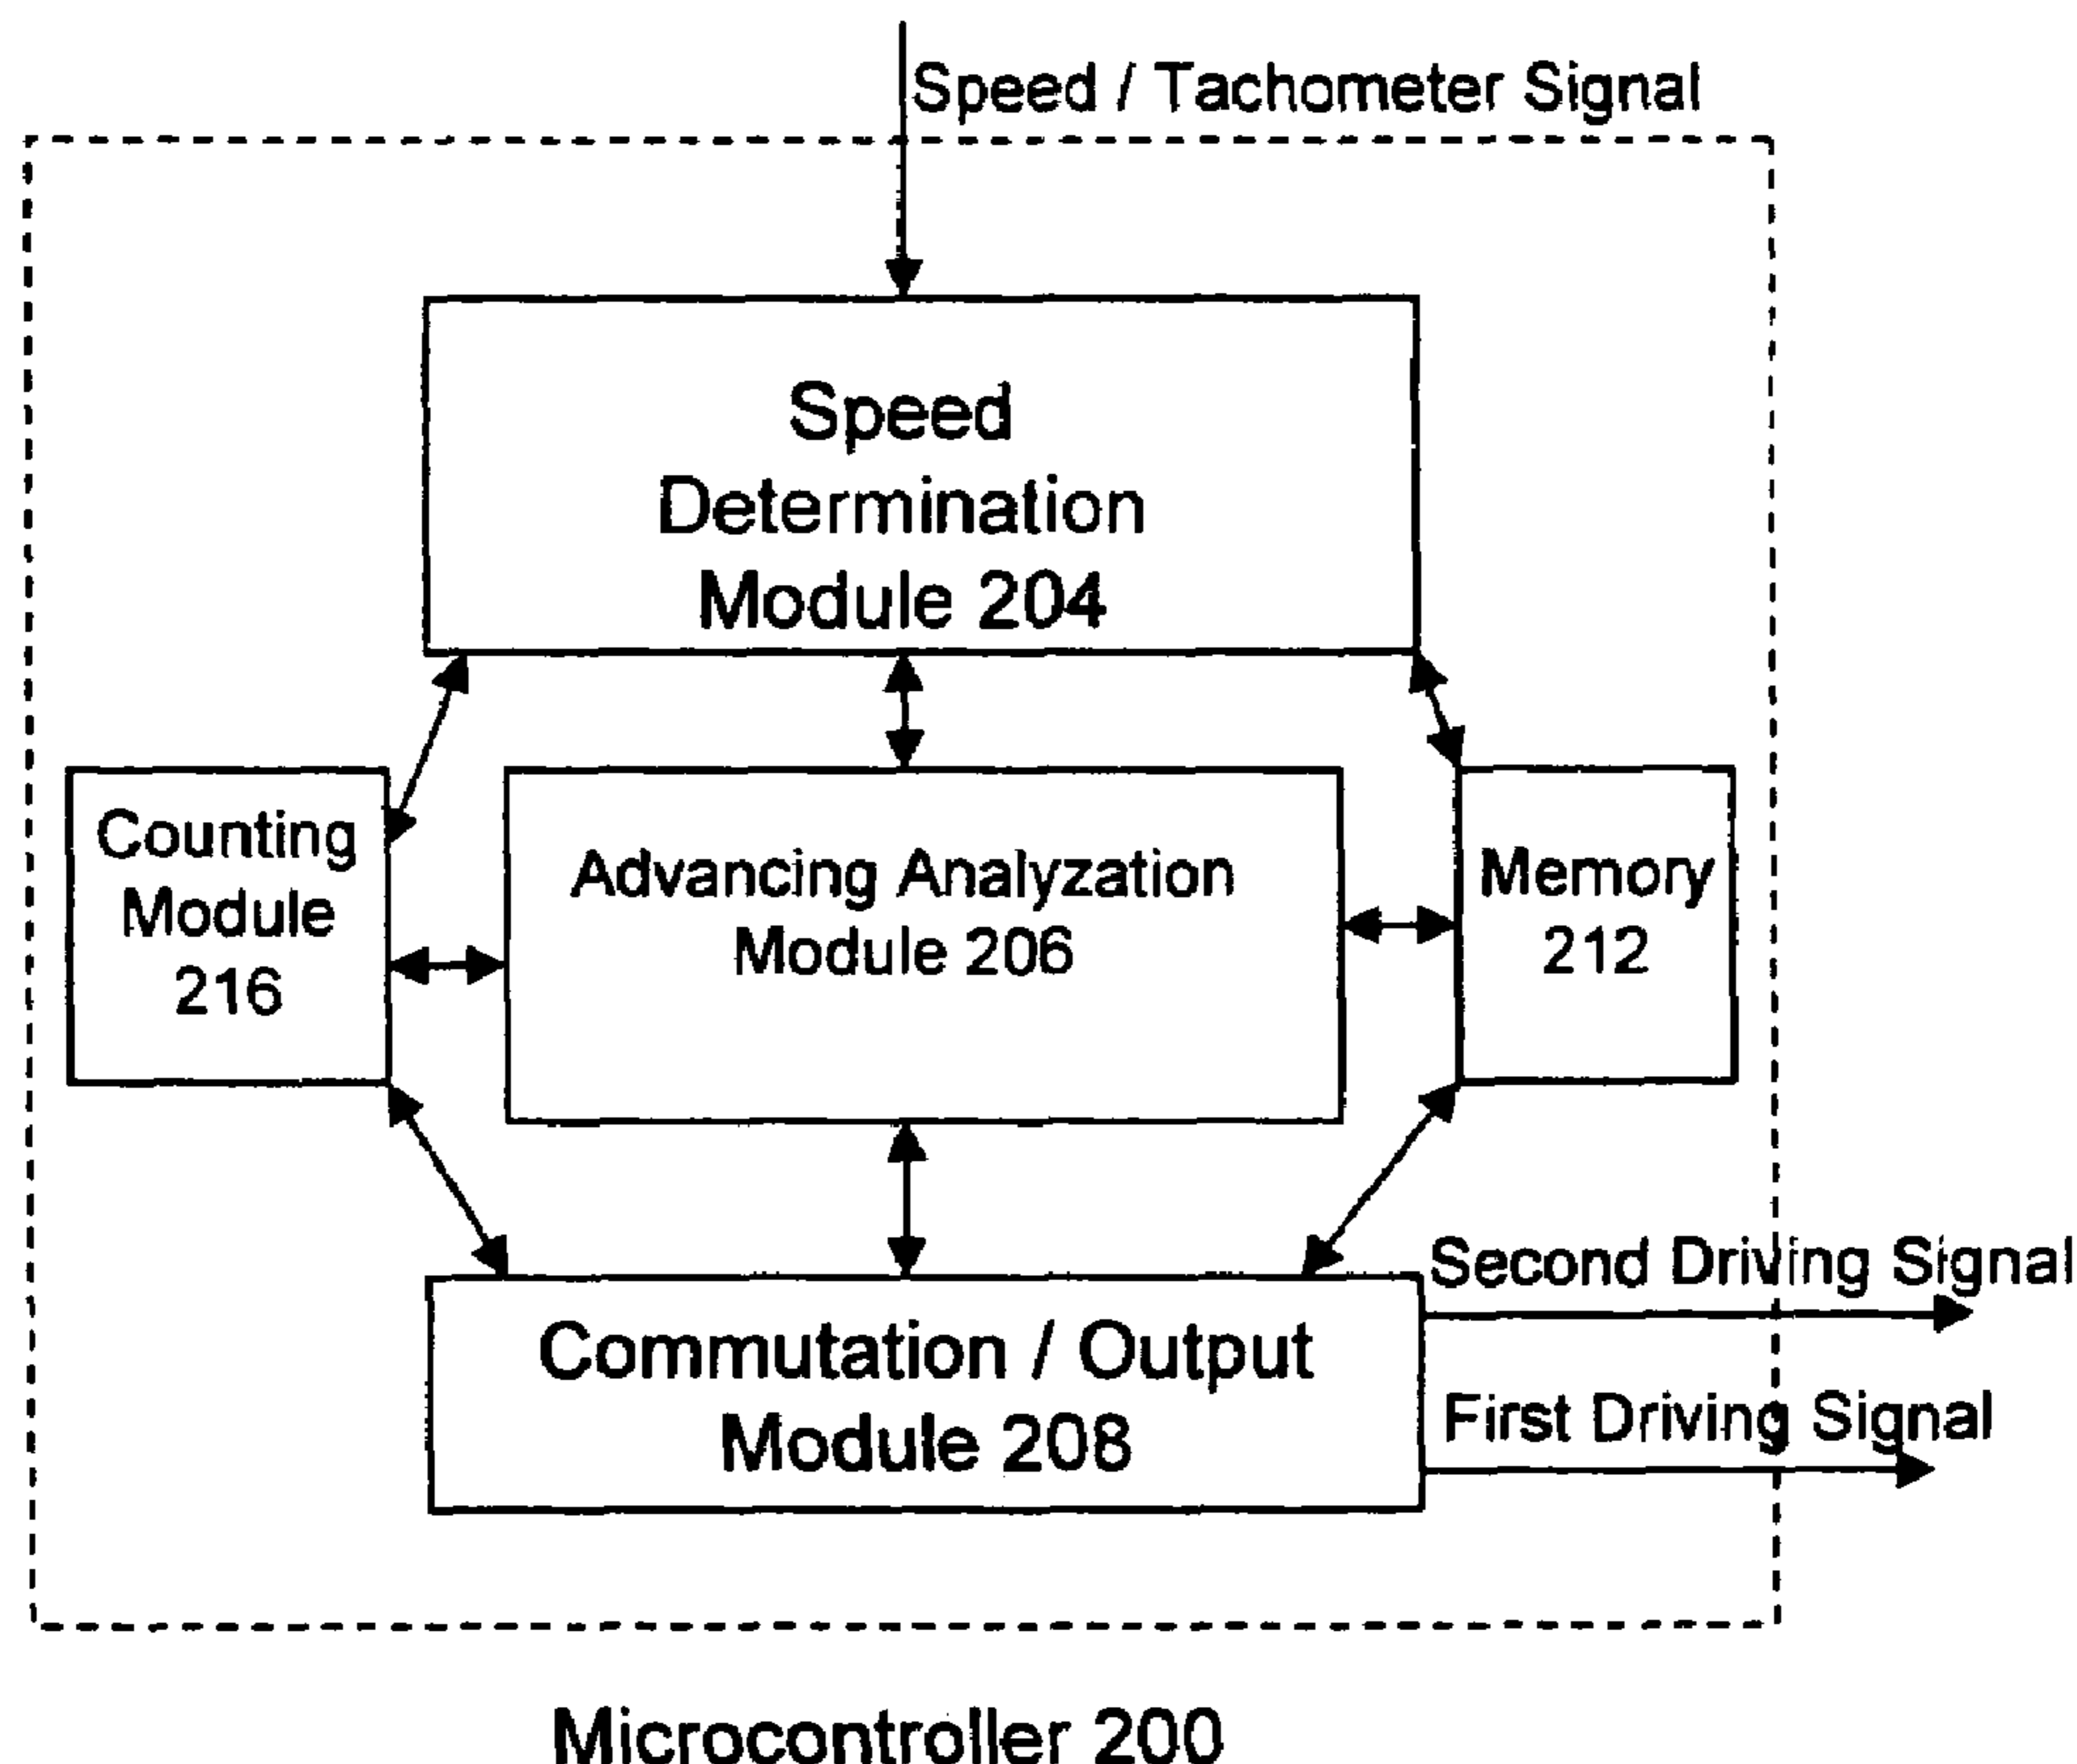 Speed / Tachometer Signal
Speed
Determination
Module 204
Counting
Module
216
Advancing Analyzation
Module 206
Memory
212
Second Driving Signal
Commutation / Output
Module 208
First Driving Signal
Microcontroller 200